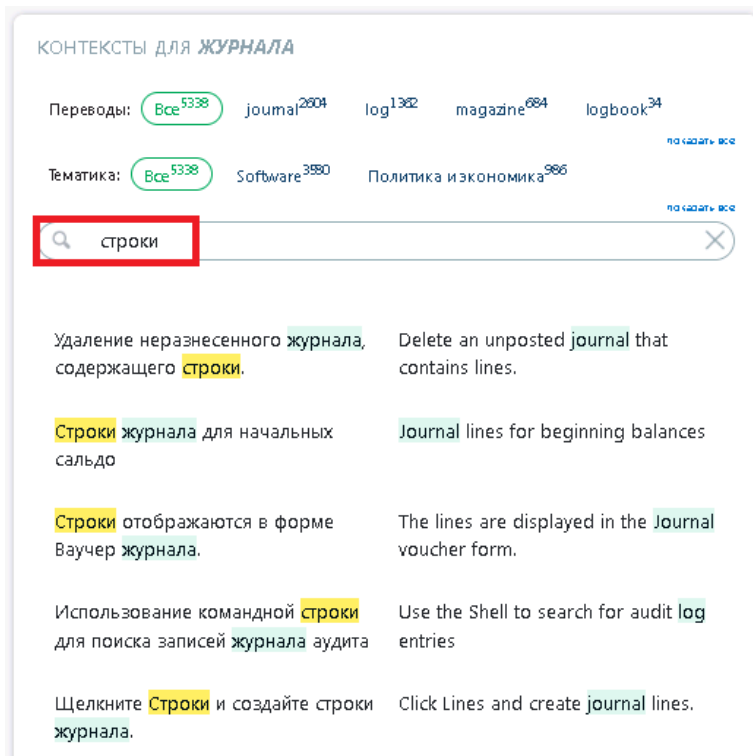 КОНТЕКСТЫ ДЛЯ ЖУРНАЛА
Переводы: Все5338 journal2604 log1362 magazine684 logbook34
показать все
Тематика: Все5338 Software3580 Политика и экономика986
показать все
строки
Удаление неразнесенного журнала, Delete an unposted journal that
содержащего строки. contains lines.
Строки журнала для начальных Journal lines for beginning balances
сальдо
Строки отображаются в форме The lines are displayed in the Journal
Ваучер журнала. voucher form.
Использование командной строки Use the Shell to search for audit log
для поиска записей журнала аудита entries
Щелкните Строки и создайте строки Click Lines and create journal lines.
журнала.